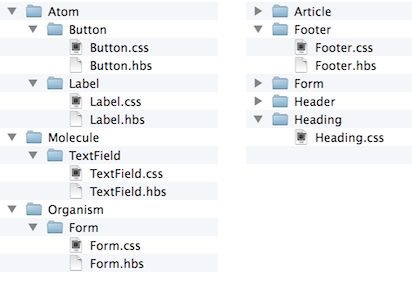 Atom
Button
Button.css
Button.hbs
Label
Label.css
Label.hbs
Molecule
TextField
TextField.css
TextField.hbs
Organism
Form
Form.css
Form.hbs
Article
Footer
Footer.css
Footer.hbs
Form
Header
Heading
Heading.css